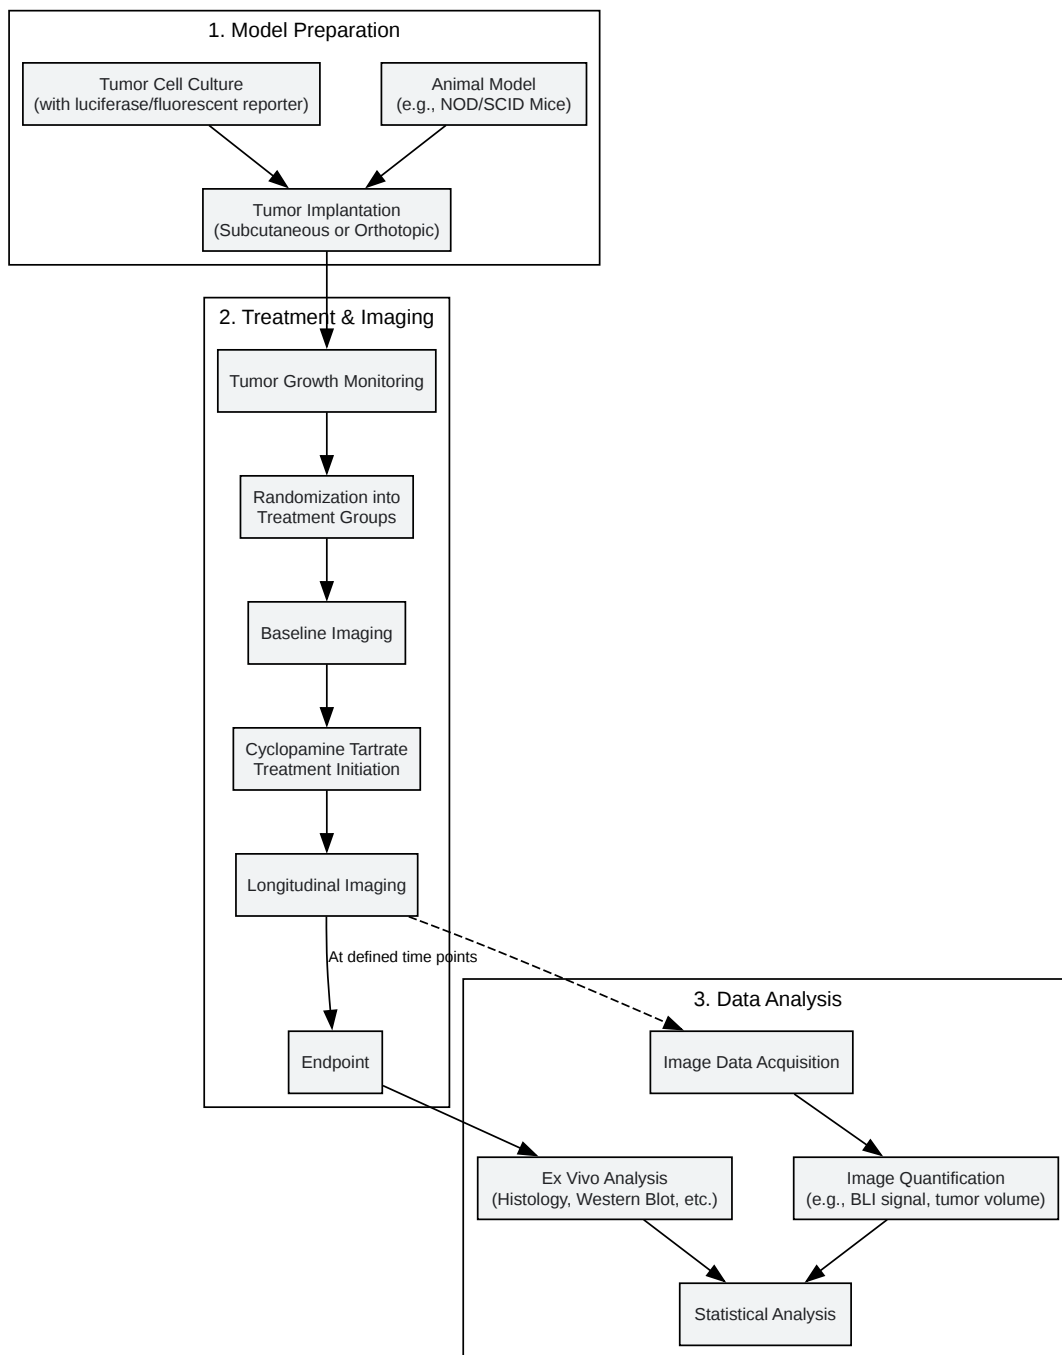 1. Model Preparation
Tumor Cell Culture
(with luciferase/fluorescent reporter)
Animal Model
(e.g., NOD/SCID Mice)
Tumor Implantation
(Subcutaneous or Orthotopic)
2. Treatment & Imaging
Tumor Growth Monitoring
Randomization into
Treatment Groups
Baseline Imaging
Cyclopamine Tartrate
Treatment Initiation
Longitudinal Imaging
At defined time points
Endpoint
3. Data Analysis
Image Data Acquisition
Ex Vivo Analysis
(Histology, Western Blot, etc.)
Image Quantification
(e.g., BLI signal, tumor volume)
Statistical Analysis